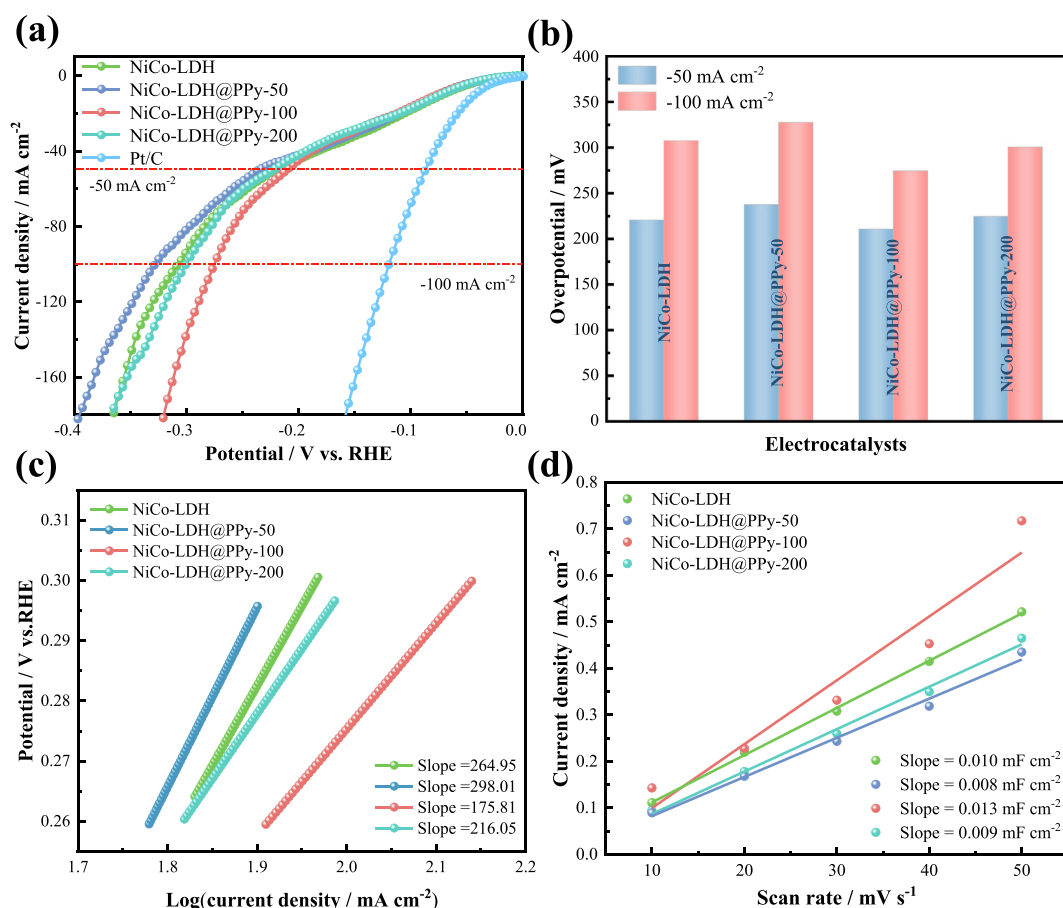 (a)
NiCo-LDH
NiCo-LDH@PPy-50
NiCo-LDH@PPy-100
NiCo-LDH@PPy-200
Pt/C
-50 mA cm⁻²
-100 mA cm⁻²
0
-40
-80
-120
-160
Current density / mA cm⁻²
-0.4 -0.3 -0.2 -0.1 0.0
Potential / V vs. RHE
(b)
-50 mA cm⁻²
-100 mA cm⁻²
400
350
300
250
200
150
100
50
0
Overpotential / mV
NiCo-LDH
NiCo-LDH@PPy-50
NiCo-LDH@PPy-100
NiCo-LDH@PPy-200
Electrocatalysts
(c)
NiCo-LDH
NiCo-LDH@PPy-50
NiCo-LDH@PPy-100
NiCo-LDH@PPy-200
0.31
0.30
0.29
0.28
0.27
0.26
Potential / V vs.RHE
Slope =264.95
Slope =298.01
Slope =175.81
Slope =216.05
1.7 1.8 1.9 2.0 2.1 2.2
Log(current density / mA cm⁻²)
(d)
NiCo-LDH
NiCo-LDH@PPy-50
NiCo-LDH@PPy-100
NiCo-LDH@PPy-200
0.8
0.7
0.6
0.5
0.4
0.3
0.2
0.1
0.0
Current density / mA cm⁻²
Slope = 0.010 mF cm⁻²
Slope = 0.008 mF cm⁻²
Slope = 0.013 mF cm⁻²
Slope = 0.009 mF cm⁻²
10 20 30 40 50
Scan rate / mV s⁻¹